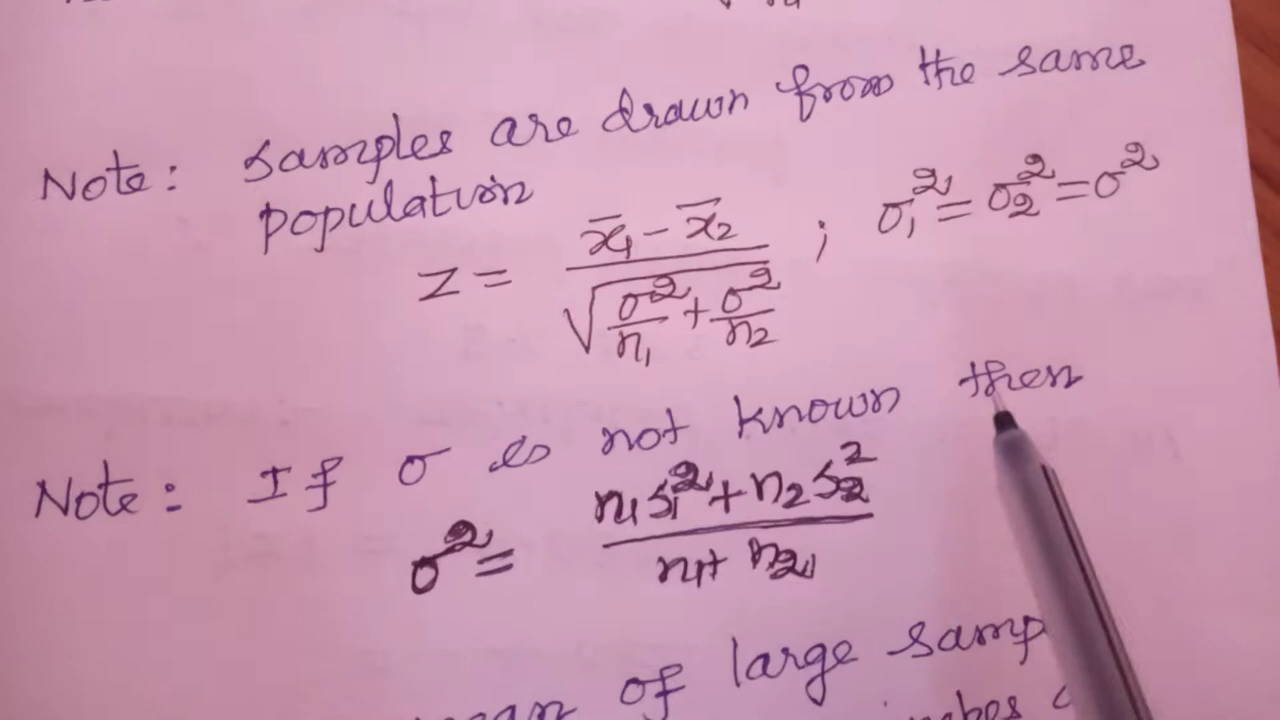 Note: Samples are drawn from the same
population
z = x̄₁ - x̄₂ / √(σ²/n₁ + σ²/n₂) ; σ₁² = σ₂² = σ²
Note: If σ is not known then
σ² = n₁s₁² + n₂s₂² / n₁ + n₂
of large samp